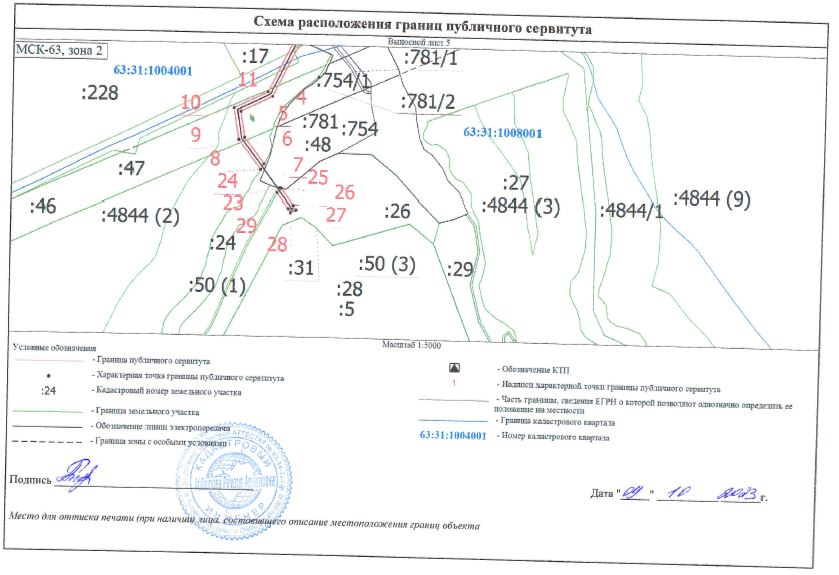 Схема расположения границ публичного сервитута
Выносной лист 5
МСК-63, зона 2
:17
:781/1
63:31:1004001
:754/1
11
:228
4
:781/2
10
5
:781
:754
63:31:1008001
9
6
:48
8
7
:47
24
25
:27
26
:4844 (9)
:46
23
:4844 (3)
:4844 (2)
27
:26
:4844/1
29
:24
28
:31
:50 (3)
:29
:50 (1)
:28
:5
Масштаб 1:5000
Условные обозначения
- Граница публичного сервитута
- Характерная точка границы публичного сервитута
:24 - Кадастровый номер земельного участка
- Граница земельного участка
- Обозначение линии электропередачи
- Граница зоны с особыми условиями
- Обозначение КТП
1 - Надписи характерной точки границы публичного сервитута
- Часть границы, сведения ЕГРН о которой позволяют однозначно определить ее
положение на местности
- Граница кадастрового квартала
63:31:1004001 - Номер кадастрового квартала
КАДАСТРОВЫЙ
ИНЖЕНЕР
Подпись
Дата "09" 10 2023 г.
Место для оттиска печати (при наличии) лица, составившего описание местоположения границ объекта